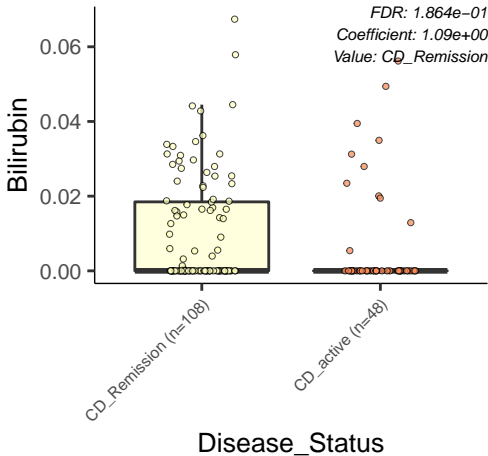 FDR: 1.864e−01
Coefficient: 1.09e+00
Value: CD_Remission
0.06
0.04
0.02
0.00
Bilirubin
CD_Remission (n=108)
CD_active (n=48)
Disease_Status